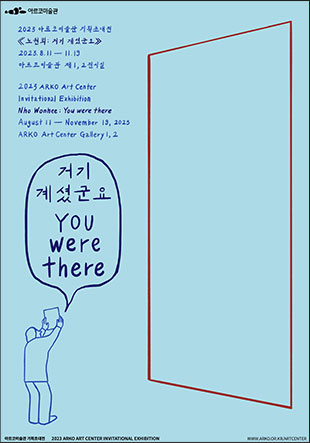 아르코미술관
2023 아르코미술관 기획초대전
《노원희: 거기 계셨군요》
2023. 8. 11 — 11. 19
아르코미술관 제1, 2전시실
2023 ARKO Art Center
Invitational Exhibition
Nho Wonhee: You were there
August 11 — November 19, 2023
ARKO Art Center Gallery 1, 2
거기
계셨군요
YOU
were
there
아르코미술관 기획초대전 2023 ARKO ART CENTER INVITATIONAL EXHIBITION WWW.ARKO.OR.KR/ARTCENTER